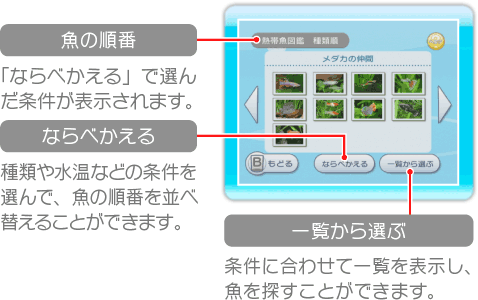 魚の順番
「ならべかえる」で選ん
だ条件が表示されます。
ならべかえる
種類や水温などの条件を
選んで、魚の順番を並べ
替えることができます。
熱帯魚図鑑 種類順
メダカの仲間
B もどる
ならべかえる
一覧から選ぶ
一覧から選ぶ
条件に合わせて一覧を表示し、
魚を探すことができます。